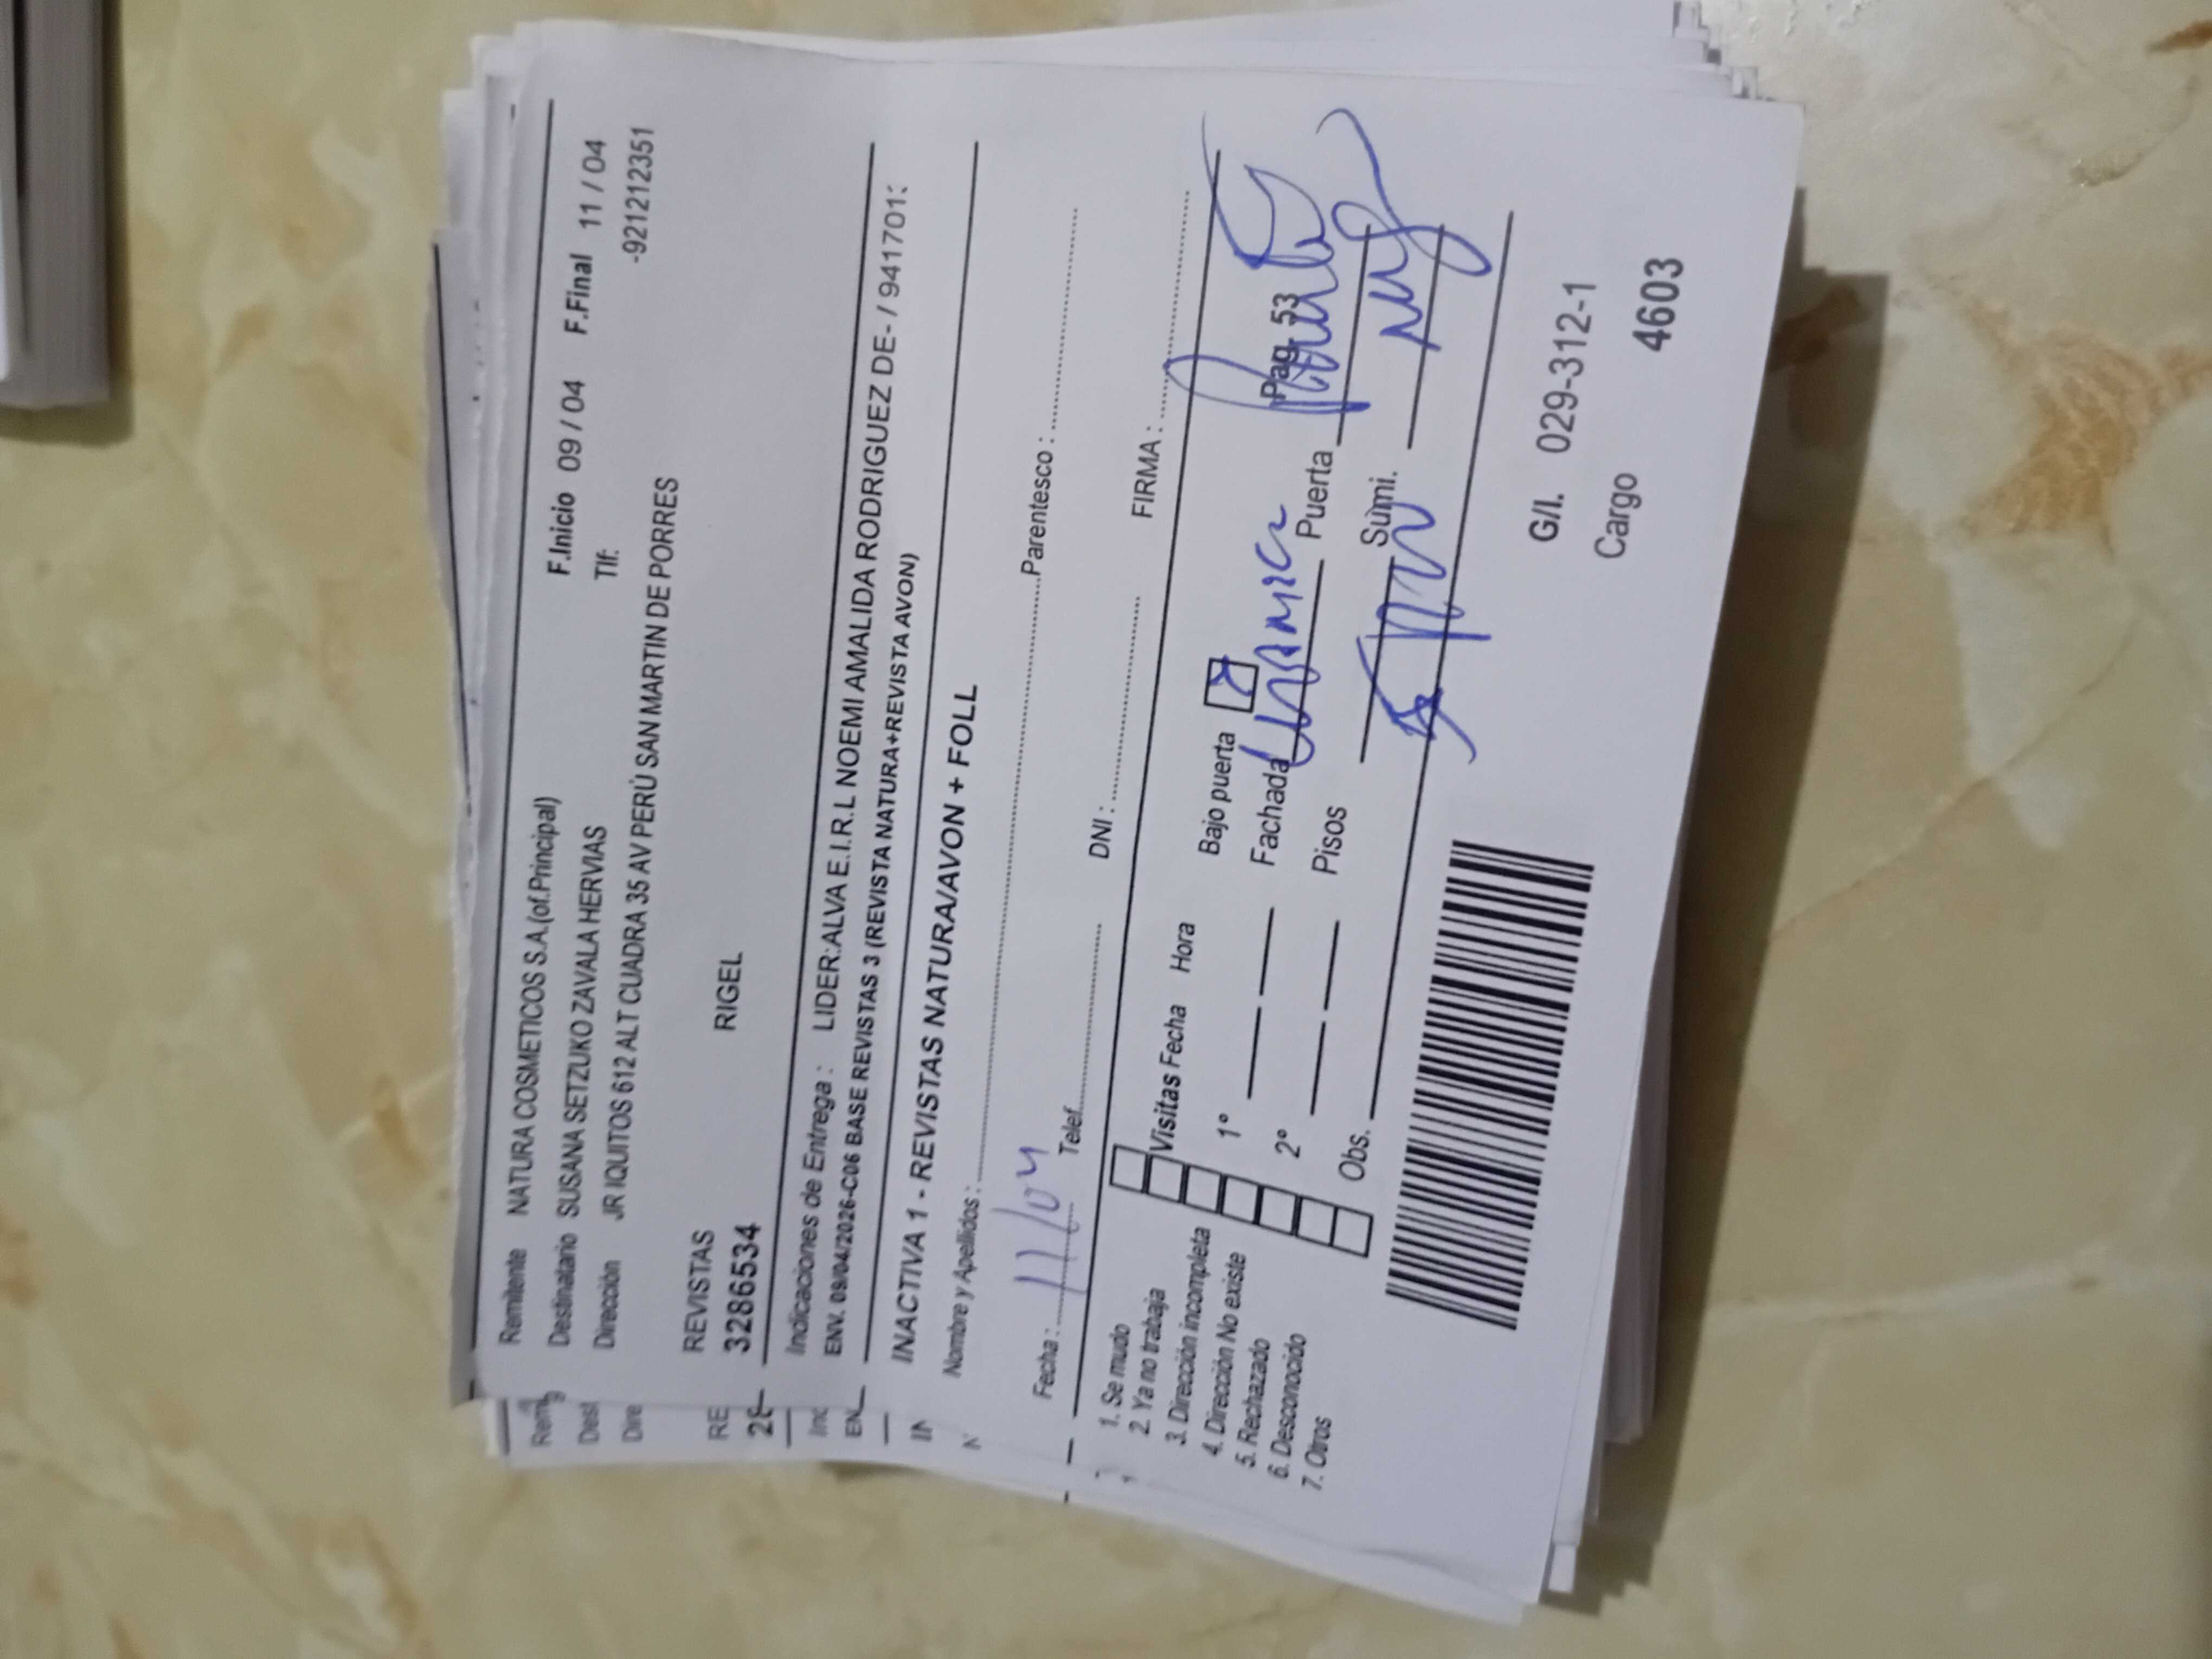 Remitente NATURA COSMETICOS S.A.(of.Principal) F.Inicio 09 / 04 F.Final 11 / 04
Destinatario SUSANA SETZUKO ZAVALA HERVIAS Tlf: -921212351
Dirección JR IQUITOS 612 ALT CUADRA 35 AV PERÚ SAN MARTIN DE PORRES
REVISTAS RIGEL
3286534
Indicaciones de Entrega : LIDER:ALVA E.I.R.L NOEMI AMALIDA RODRIGUEZ DE- / 941701
ENV. 09/04/2026-C06 BASE REVISTAS 3 (REVISTA NATURA+REVISTA AVON)
INACTIVA 1 - REVISTAS NATURA/AVON + FOLL
Nombre y Apellidos : Parentesco :
Fecha : 11/04 Telef. DNI : FIRMA :
1. Se mudo
2. Ya no trabaja
3. Dirección incompleta
4. Dirección No existe
5. Rechazado
6. Desconocido
7. Otros
Visitas Fecha Hora Bajo puerta
1° Fachada Puerta Pag. 53
2° Pisos Sumi.
Obs.
G/I. 029-312-1
Cargo 4603
Dest
Dire
RE
Inc
EN
N